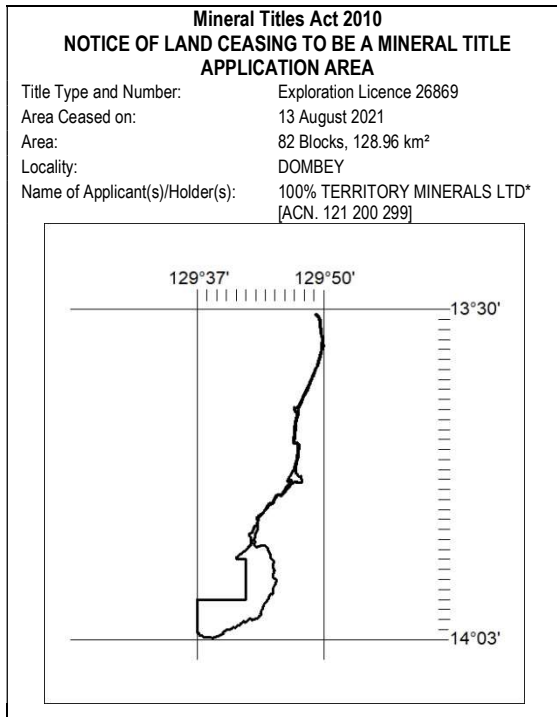 Mineral Titles Act 2010
NOTICE OF LAND CEASING TO BE A MINERAL TITLE
APPLICATION AREA
Title Type and Number: Exploration Licence 26869
Area Ceased on: 13 August 2021
Area: 82 Blocks, 128.96 km²
Locality: DOMBEY
Name of Applicant(s)/Holder(s): 100% TERRITORY MINERALS LTD*
[ACN. 121 200 299]
129°37' 129°50'
13°30'
14°03'